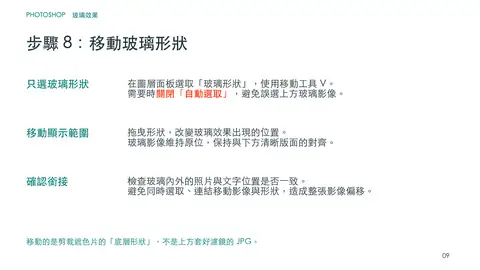 PHOTOSHOP 玻璃效果
步驟 8：移動玻璃形狀
只選玻璃形狀
在圖層面板選取「玻璃形狀」，使用移動工具 V。
需要時關閉「自動選取」，避免誤選上方玻璃影像。
移動顯示範圍
拖曳形狀，改變玻璃效果出現的位置。
玻璃影像維持原位，保持與下方清晰版面的對齊。
確認銜接
檢查玻璃內外的照片與文字位置是否一致。
避免同時選取、連結移動影像與形狀，造成整張影像偏移。
移動的是剪裁遮色片的「底層形狀」，不是上方套好濾鏡的 JPG。
09